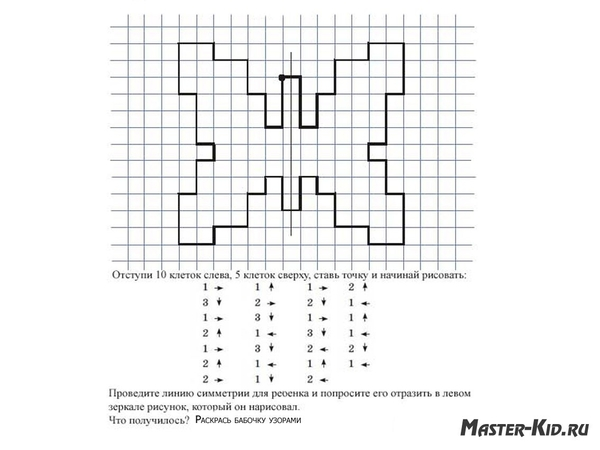 Отступи 10 клеток слева, 5 клеток сверху, ставь точку и начинай рисовать:
1 → 1 ↑ 1 → 2 ↑
3 ↓ 2 → 2 ↓ 1 ←
1 → 3 ↓ 1 → 1 ↑
2 ↑ 1 ← 3 ↓ 1 ←
1 → 3 ↓ 2 ← 2 ↓
2 ↑ 1 ← 1 ↑ 1 ←
2 → 1 ↓ 2 ←
Проведите линию симметрии для ребенка и попросите его отразить в левом
зеркале рисунок, который он нарисовал.
Что получилось? Раскрась бабочку узорами
Master-Kid.ru